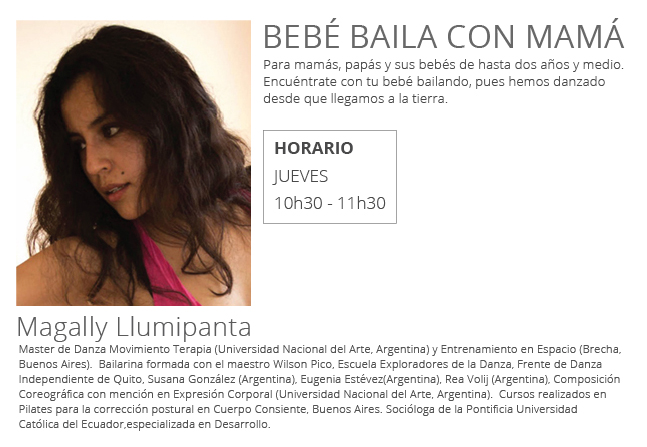 BEBÉ BAILA CON MAMÁ
Para mamás, papás y sus bebés de hasta dos años y medio.
Encuéntrate con tu bebé bailando, pues hemos danzado
desde que llegamos a la tierra.
HORARIO
JUEVES
10h30 - 11h30
Magally Llumipanta
Master de Danza Movimiento Terapia (Universidad Nacional del Arte, Argentina) y Entrenamiento en Espacio (Brecha,
Buenos Aires).  Bailarina formada con el maestro Wilson Pico, Escuela Exploradores de la Danza, Frente de Danza
Independiente de Quito, Susana González (Argentina), Eugenia Estévez(Argentina), Rea Volij (Argentina), Composición
Coreográfica con mención en Expresión Corporal (Universidad Nacional del Arte, Argentina).  Cursos realizados en
Pilates para la corrección postural en Cuerpo Consiente, Buenos Aires. Socióloga de la Pontificia Universidad
Católica del Ecuador,especializada en Desarrollo.